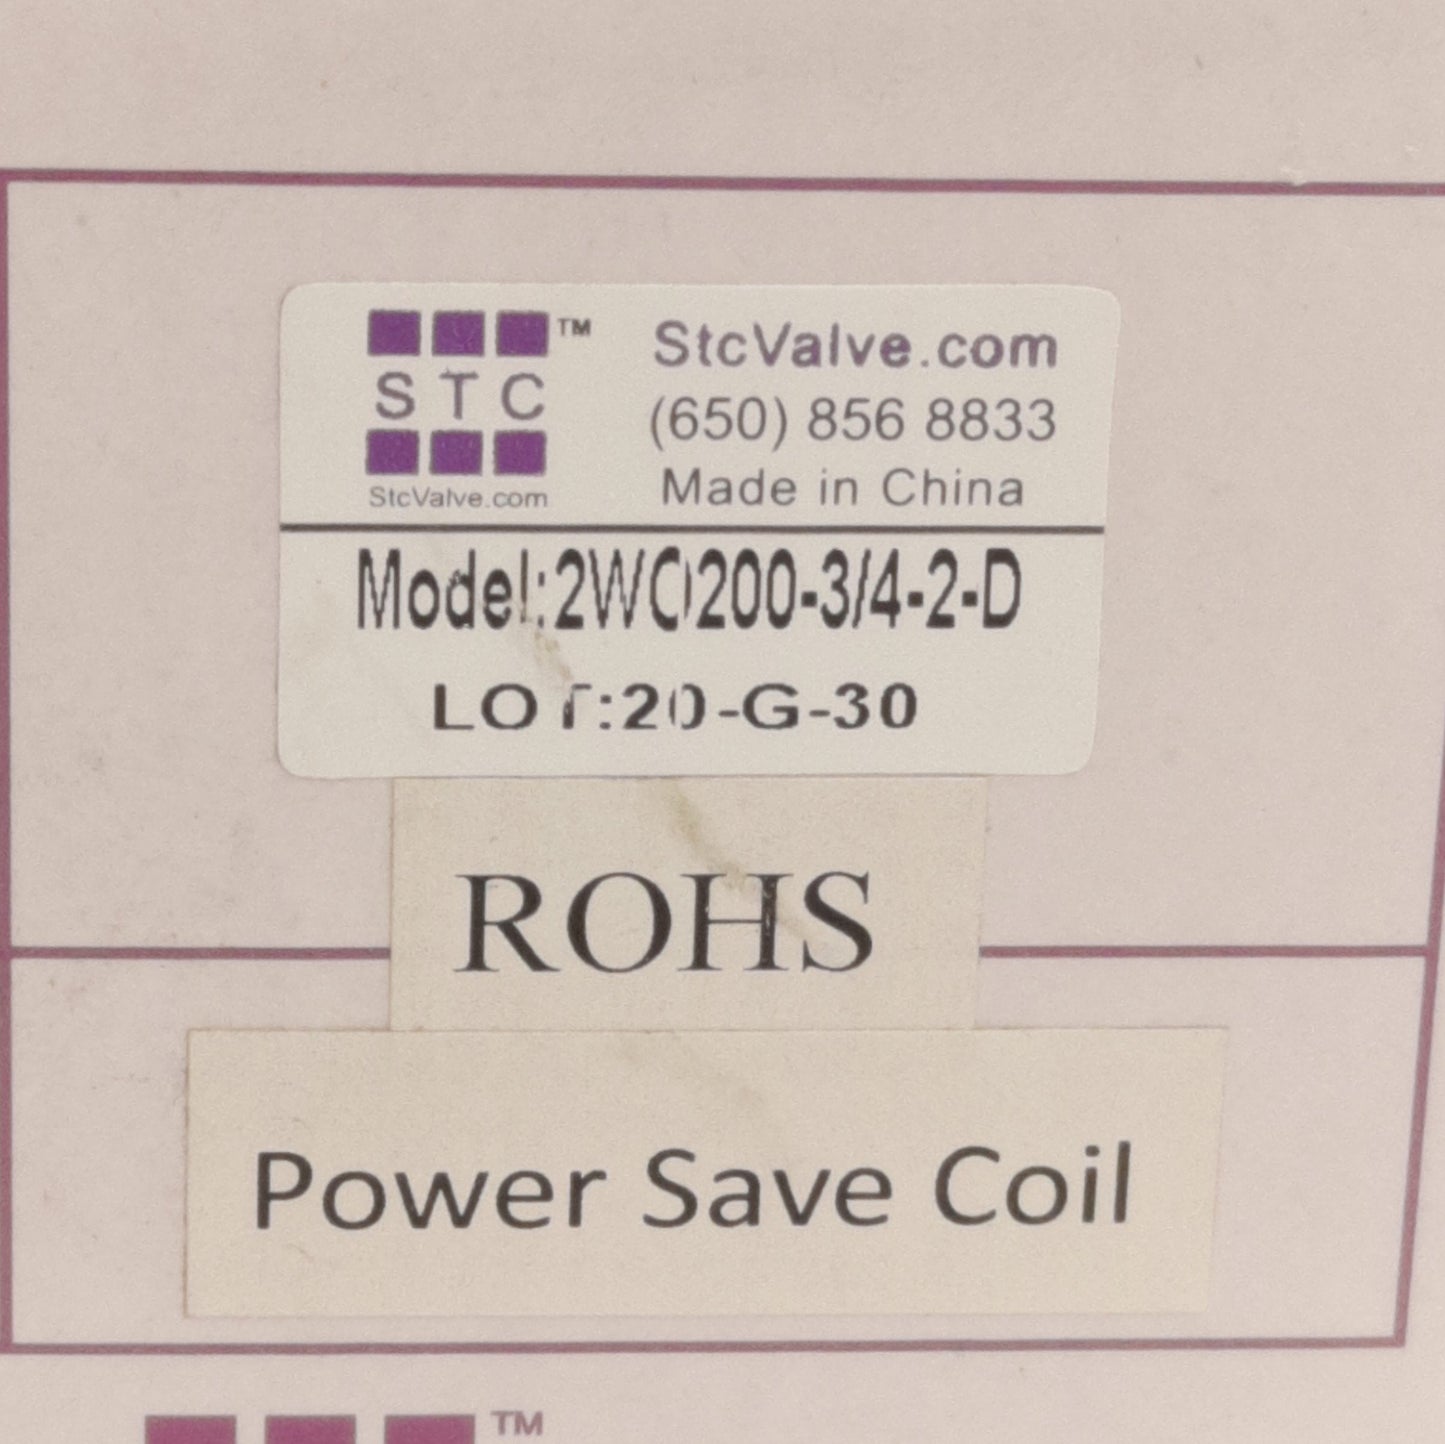 TM
STC
StcValve.com
StcValve.com
(650) 856 8833
Made in China
Model:2WO200-3/4-2-D
LOT:20-G-30
ROHS
Power Save Coil
TM